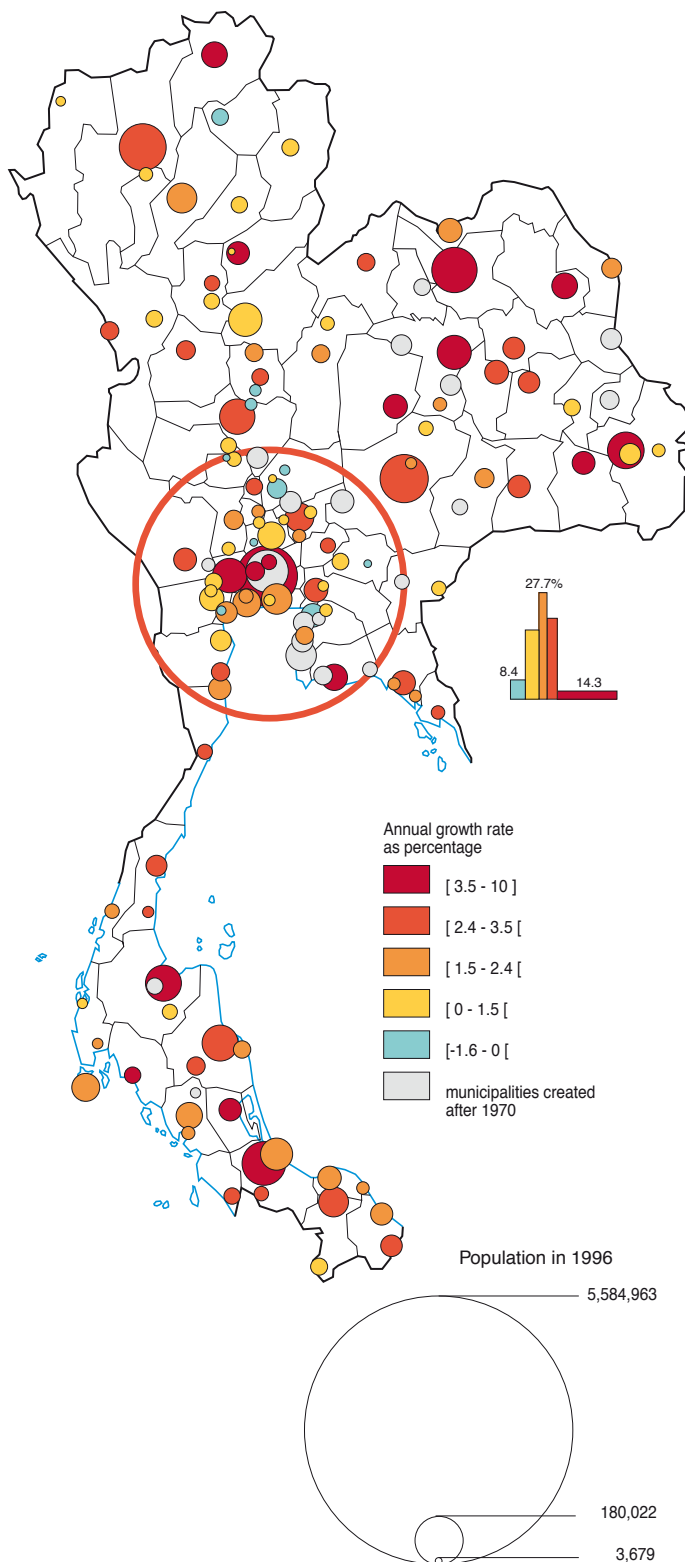 27.7%
8.4
14.3
Annual growth rate
as percentage
[ 3.5 - 10 ]
[ 2.4 - 3.5 [
[ 1.5 - 2.4 [
[ 0 - 1.5 [
[-1.6 - 0 [
municipalities created
after 1970
Population in 1996
5,584,963
180,022
3,679